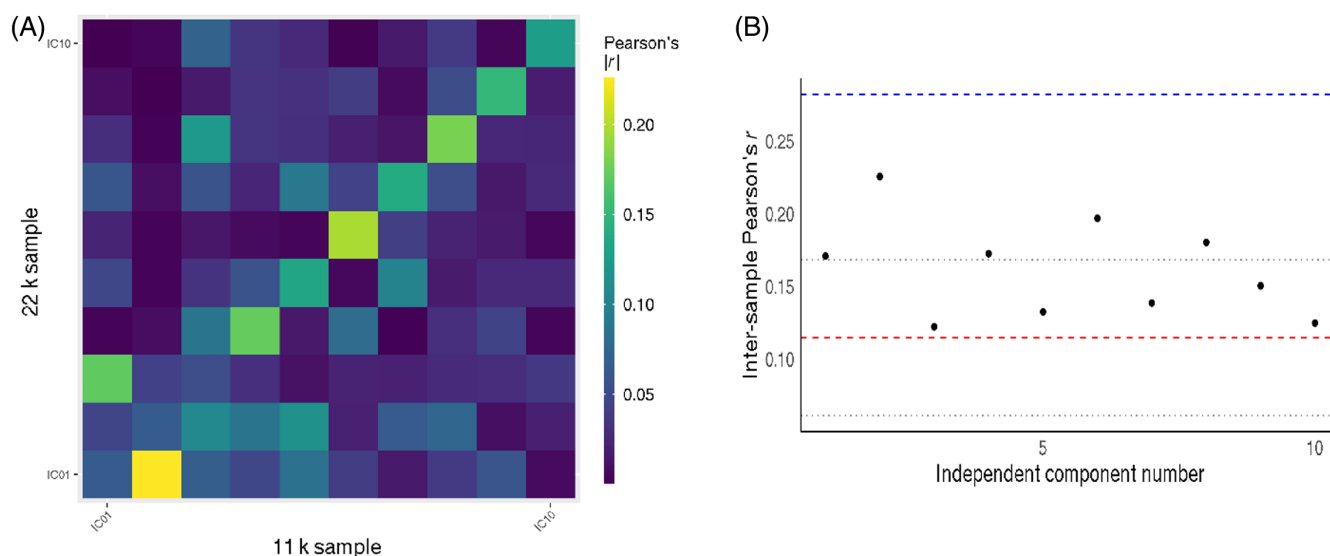 (A)
IC10
IC01
22 k sample
IC01
IC10
11 k sample
Pearson's
|r|
0.20
0.15
0.10
0.05
(B)
Inter-sample Pearson's r
0.25
0.20
0.15
0.10
5
10
Independent component number